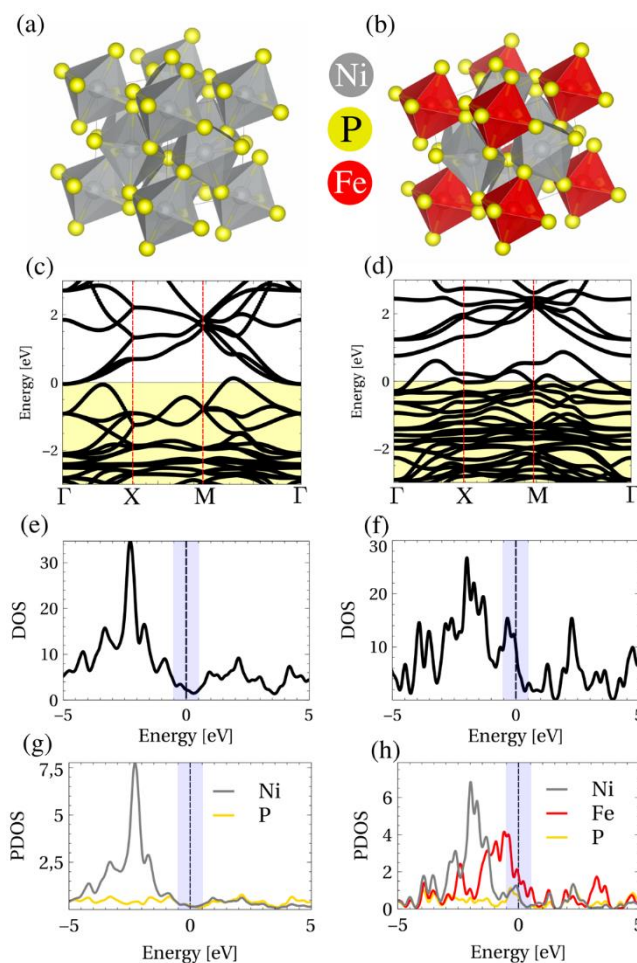 (a)
(b)
Ni
P
Fe
(c)
(d)
Energy [eV]
2
0
−2
Γ
X
M
Γ
Energy [eV]
2
0
−2
Γ
X
M
Γ
(e)
(f)
DOS
30
20
10
0
−5
0
5
Energy [eV]
DOS
30
20
10
0
−5
0
5
Energy [eV]
(g)
(h)
PDOS
7,5
5
2,5
Ni
P
−5
0
5
Energy [eV]
PDOS
8
6
4
2
0
Ni
Fe
P
−5
0
5
Energy [eV]